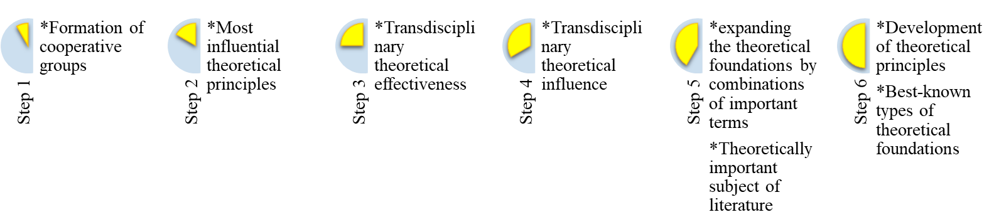 Step 1
*Formation of
cooperative
groups
Step 2
*Most
influential
theoretical
principles
Step 3
*Transdiscipli
nary
theoretical
effectiveness
Step 4
*Transdiscipli
nary
theoretical
influence
Step 5
*expanding
the theoretical
foundations by
combinations
of important
terms
*Theoretically
important
subject of
literature
Step 6
*Development
of theoretical
principles
*Best-known
types of
theoretical
foundations